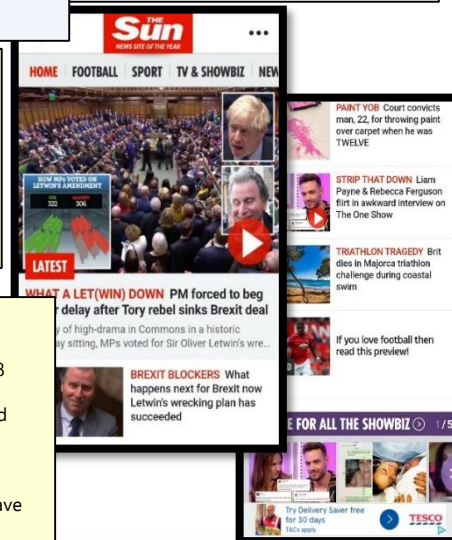 THE
Sun
NEWS SITE OF THE YEAR
HOME FOOTBALL SPORT TV & SHOWBIZ
HOW MPs VOTED ON
LETWIN'S AMENDMENT
FOR AGAINST
322 306
LATEST
WHAT A LET(WIN) DOWN PM forced to beg
delay after Tory rebel sinks Brexit deal
of high-drama in Commons in a historic
sitting, MPs voted for Sir Oliver Letwin's wre...
BREXIT BLOCKERS What
happens next for Brexit now
Letwin's wrecking plan has
succeeded
PAINT YOB Court convicts
man, 22, for throwing paint
over carpet when he was
TWELVE
STRIP THAT DOWN Liam
Payne & Rebecca Ferguson
flirt in awkward interview on
The One Show
TRIATHLON TRAGEDY Brit
dies in Majorca triathlon
challenge during coastal
swim
If you love football then
read this preview!
FOR ALL THE SHOWBIZ 1/5
Try Delivery Saver free
for 30 days
T&Cs apply.
TESCO